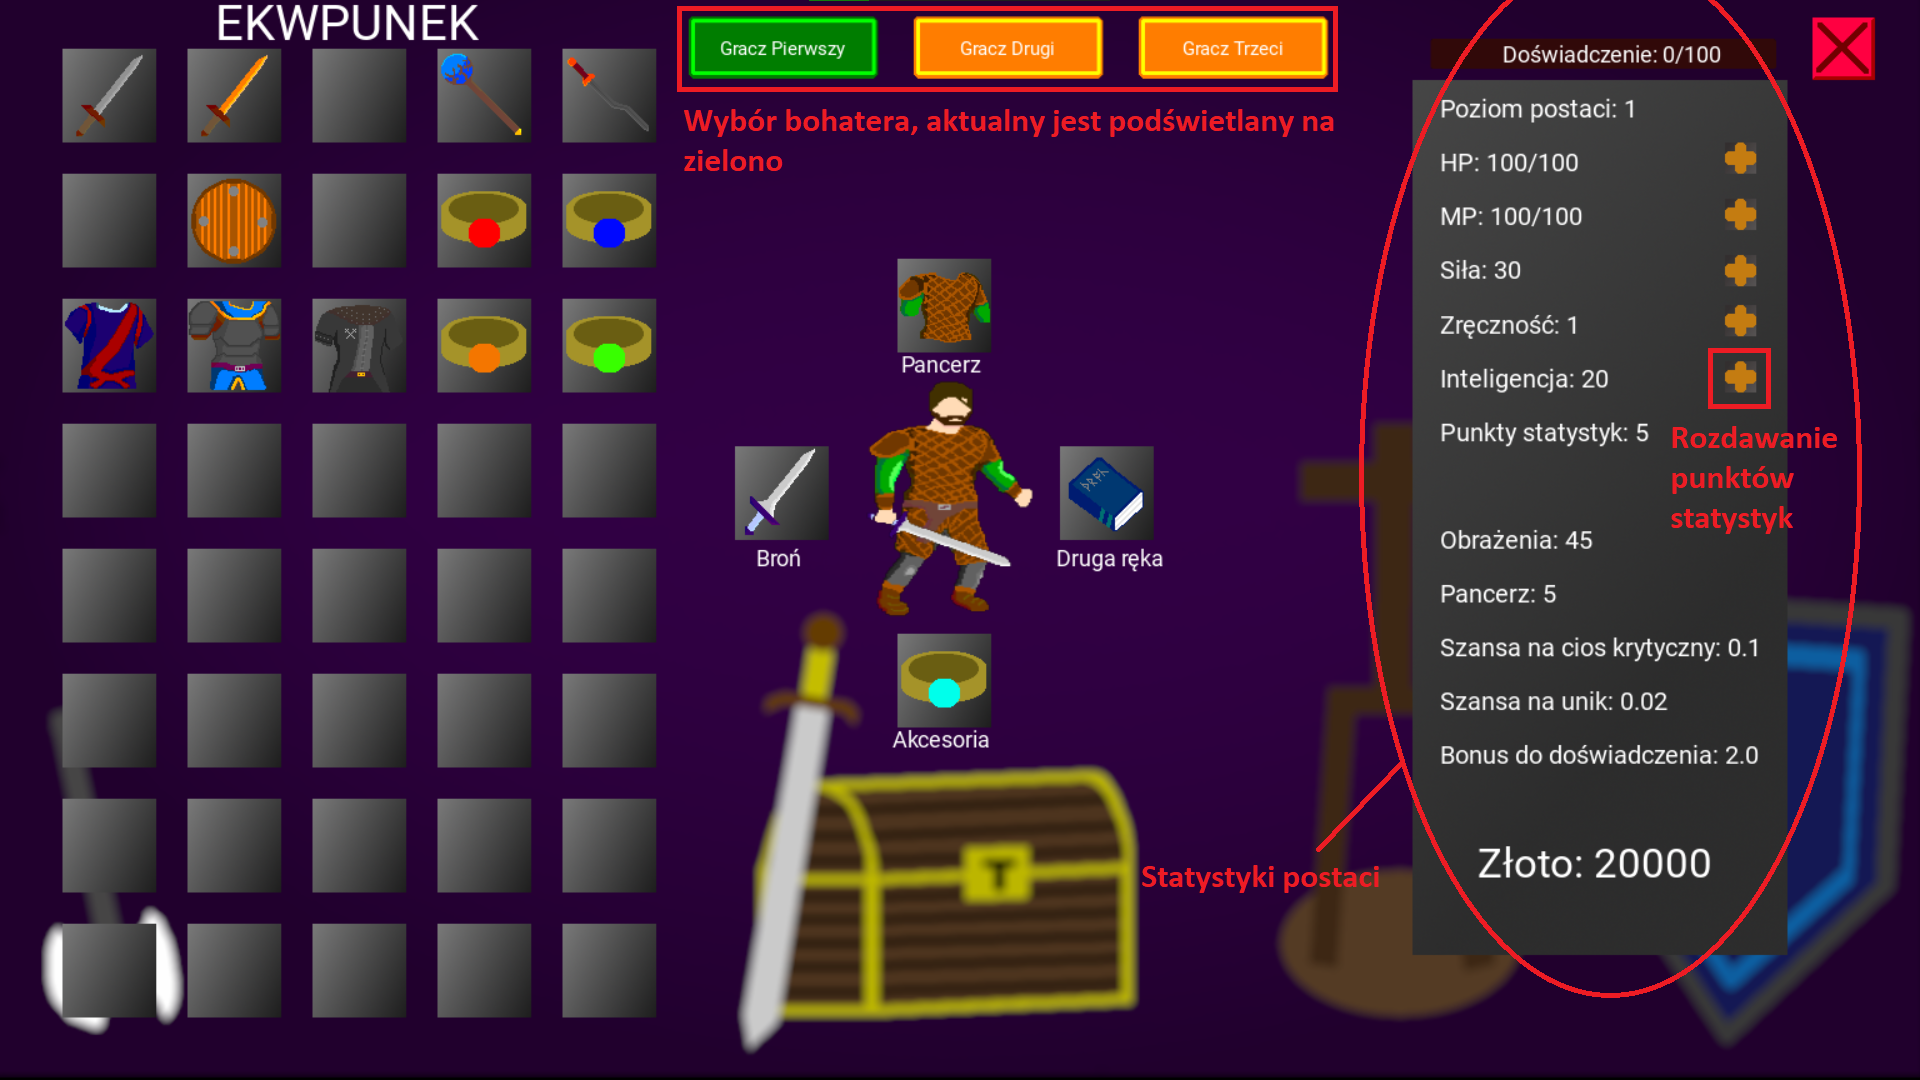 EKWPUNEK
Gracz Pierwszy
Gracz Drugi
Gracz Trzeci
Wybór bohatera, aktualny jest podświetlany na
zielono
Pancerz
Broń
Druga ręka
Akcesoria
Doświadczenie: 0/100
Poziom postaci: 1
HP: 100/100
MP: 100/100
Siła: 30
Zręczność: 1
Inteligencja: 20
Punkty statystyk: 5
Rozdawanie
punktów
statystyk
Obrażenia: 45
Pancerz: 5
Szansa na cios krytyczny: 0.1
Szansa na unik: 0.02
Bonus do doświadczenia: 2.0
Złoto: 20000
Statystyki postaci
T